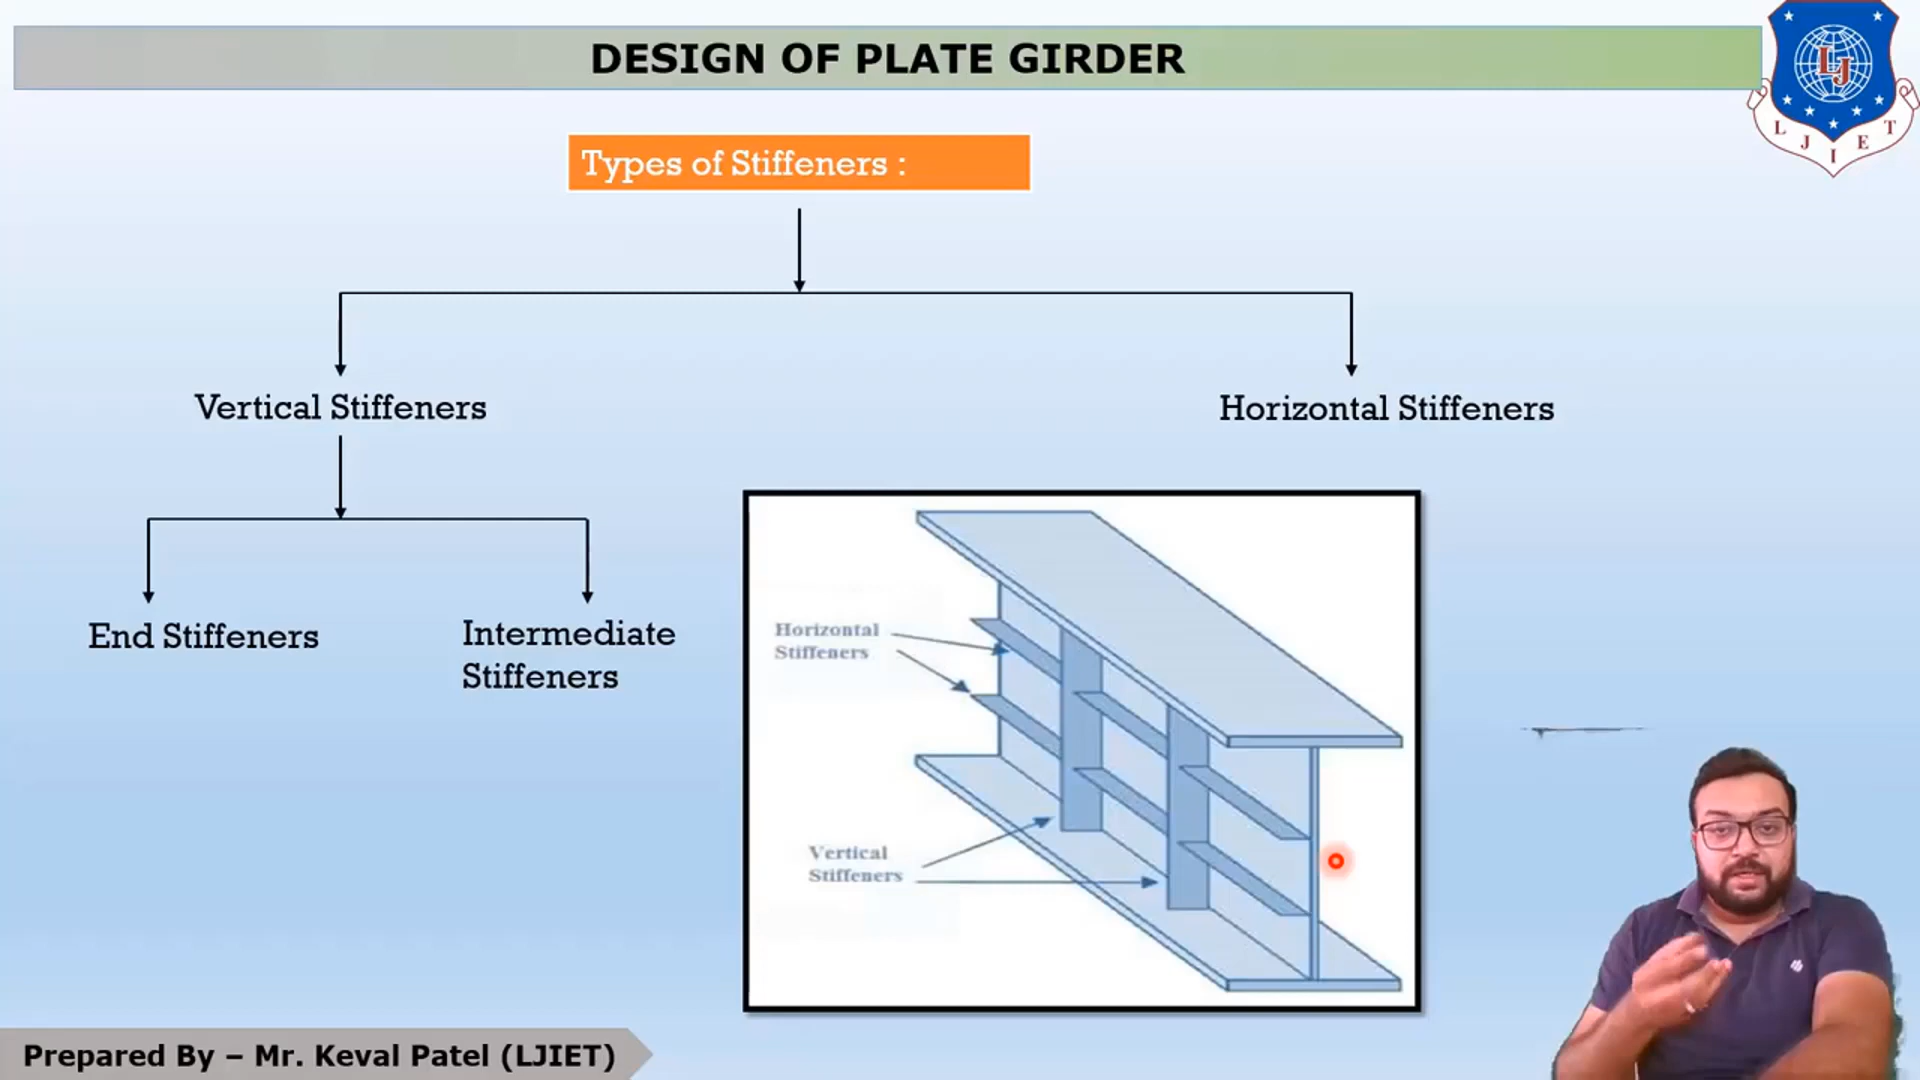 DESIGN OF PLATE GIRDER
LJ
L J I E T
Types of Stiffeners :
Vertical Stiffeners
Horizontal Stiffeners
End Stiffeners
Intermediate
Stiffeners
Horizontal
Stiffeners
Vertical
Stiffeners
Prepared By – Mr. Keval Patel (LJIET)